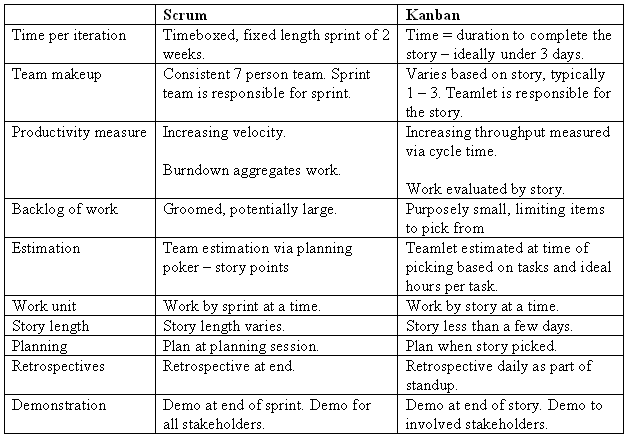 Scrum Kanban
Time per iteration Timeboxed, fixed length sprint of 2 Time = duration to complete the
weeks. story – ideally under 3 days.
Team makeup Consistent 7 person team. Sprint Varies based on story, typically
team is responsible for sprint. 1 – 3. Teamlet is responsible for
the story.
Productivity measure Increasing velocity. Increasing throughput measured
via cycle time.
Burndown aggregates work.
Work evaluated by story.
Backlog of work Groomed, potentially large. Purposely small, limiting items
to pick from
Estimation Team estimation via planning Teamlet estimated at time of
poker – story points picking based on tasks and ideal
hours per task.
Work unit Work by sprint at a time. Work by story at a time.
Story length Story length varies. Story less than a few days.
Planning Plan at planning session. Plan when story picked.
Retrospectives Retrospective at end. Retrospective daily as part of
standup.
Demonstration Demo at end of sprint. Demo for Demo at end of story. Demo to
all stakeholders. involved stakeholders.